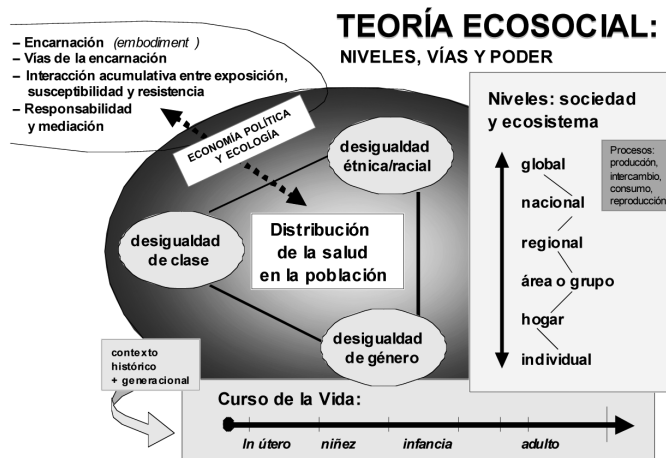 TEORÍA ECOSOCIAL:
NIVELES, VÍAS Y PODER
– Encarnación (embodiment )
– Vías de la encarnación
– Interacción acumulativa entre exposición,
susceptibilidad y resistencia
– Responsabilidad
y mediación
ECONOMÍA POLÍTICA
Y ECOLOGÍA
desigualdad
étnica/racial
desigualdad
de clase
Distribución
de la salud
en la población
desigualdad
de género
Niveles: sociedad
y ecosistema
Procesos:
producción,
intercambio,
consumo,
reproducción
global
nacional
regional
área o grupo
hogar
individual
contexto
histórico
+ generacional
Curso de la Vida:
In útero
niñez
infancia
adulto